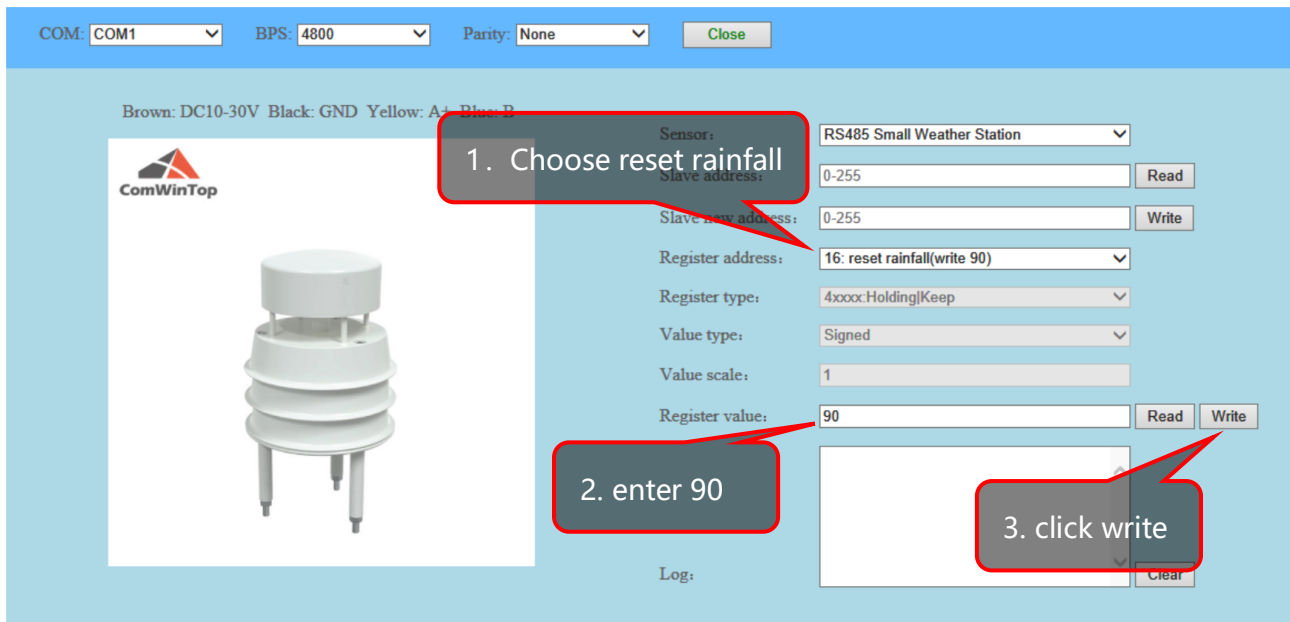 COM: COM1 BPS: 4800 Parity: None Close
Brown: DC10-30V Black: GND Yellow: A+ Blue: B-
ComWinTop
1. Choose reset rainfall
Sensor: RS485 Small Weather Station
Slave address: 0-255 Read
Slave new address: 0-255 Write
Register address: 16: reset rainfall(write 90)
Register type: 4xxxx:Holding|Keep
Value type: Signed
Value scale: 1
Register value: 90 Read Write
2. enter 90
3. click write
Log: Clear